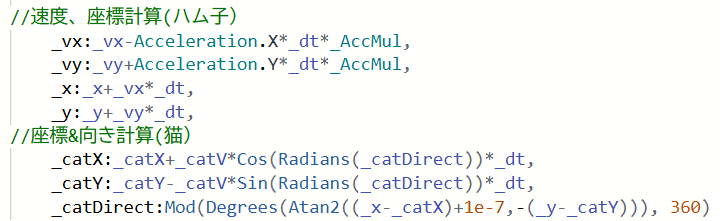 //速度、座標計算(ハム子）
_vx:_vx-Acceleration.X*_dt*_AccMul,
_vy:_vy+Acceleration.Y*_dt*_AccMul,
_x:_x+_vx*_dt,
_y:_y+_vy*_dt,
//座標&向き計算(猫）
_catX:_catX+_catV*Cos(Radians(_catDirect))*_dt,
_catY:_catY-_catV*Sin(Radians(_catDirect))*_dt,
_catDirect:Mod(Degrees(Atan2((_x-_catX)+1e-7,-(_y-_catY))), 360)